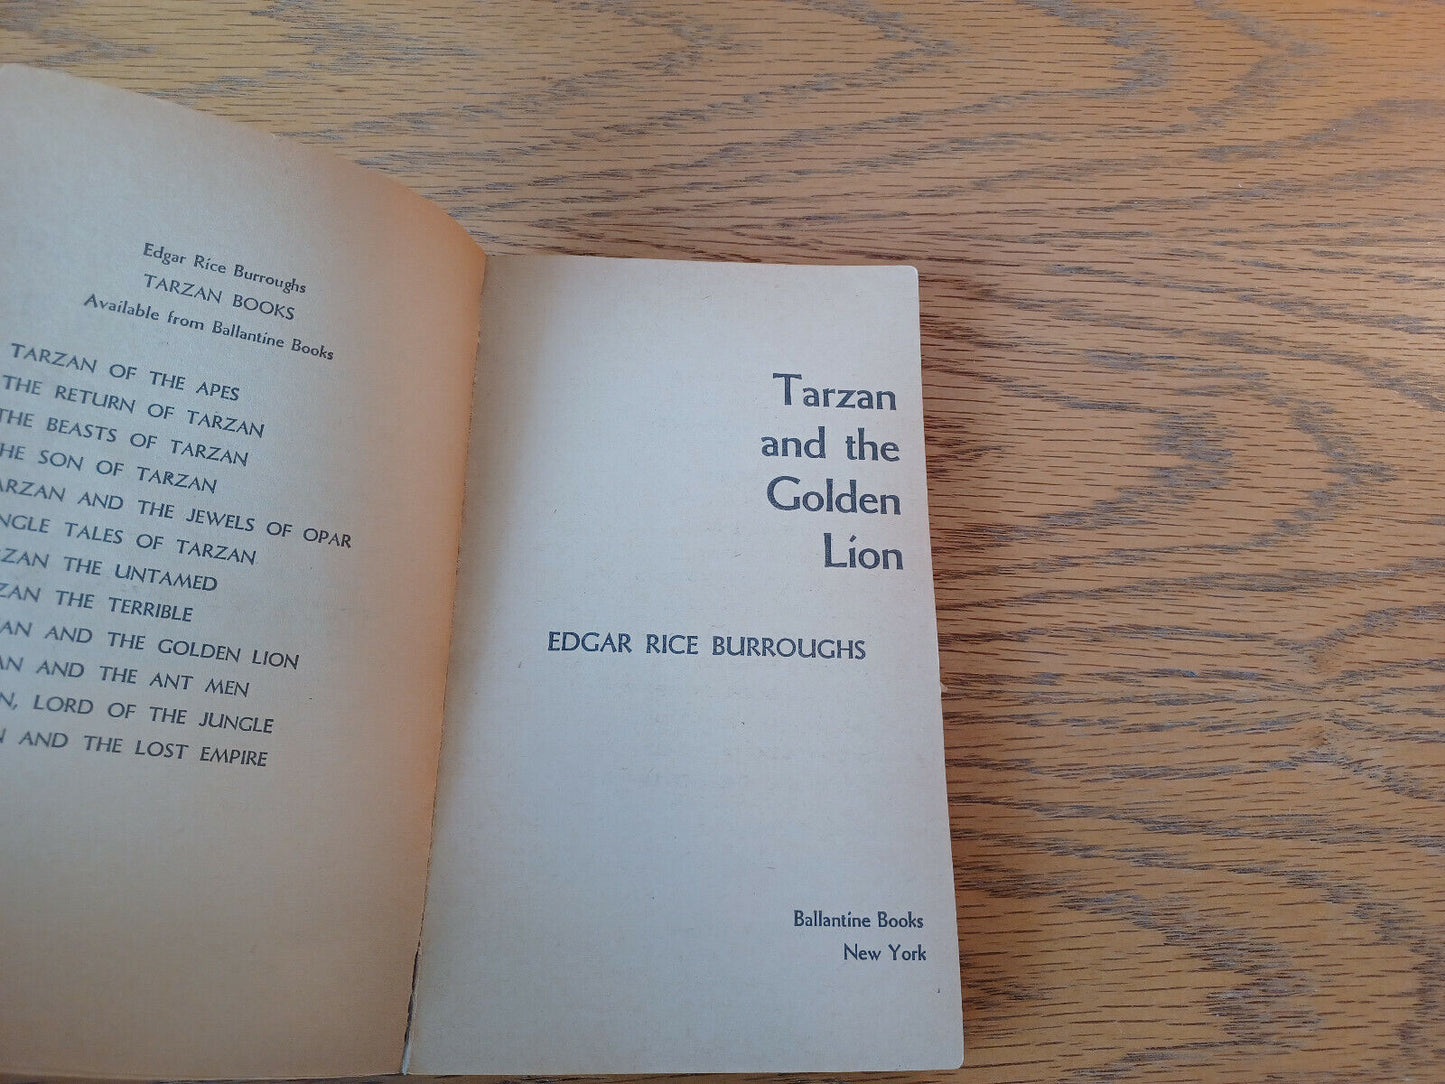 Edgar Rice Burroughs
TARZAN BOOKS
Available from Ballantine Books
TARZAN OF THE APES
THE RETURN OF TARZAN
THE BEASTS OF TARZAN
HE SON OF TARZAN
ARZAN AND THE JEWELS OF OPAR
NGLE TALES OF TARZAN
RZAN THE UNTAMED
ZAN THE TERRIBLE
AN AND THE GOLDEN LION
AN AND THE ANT MEN
N, LORD OF THE JUNGLE
N AND THE LOST EMPIRE
Tarzan
and the
Golden
Lion
EDGAR RICE BURROUGHS
Ballantine Books
New York